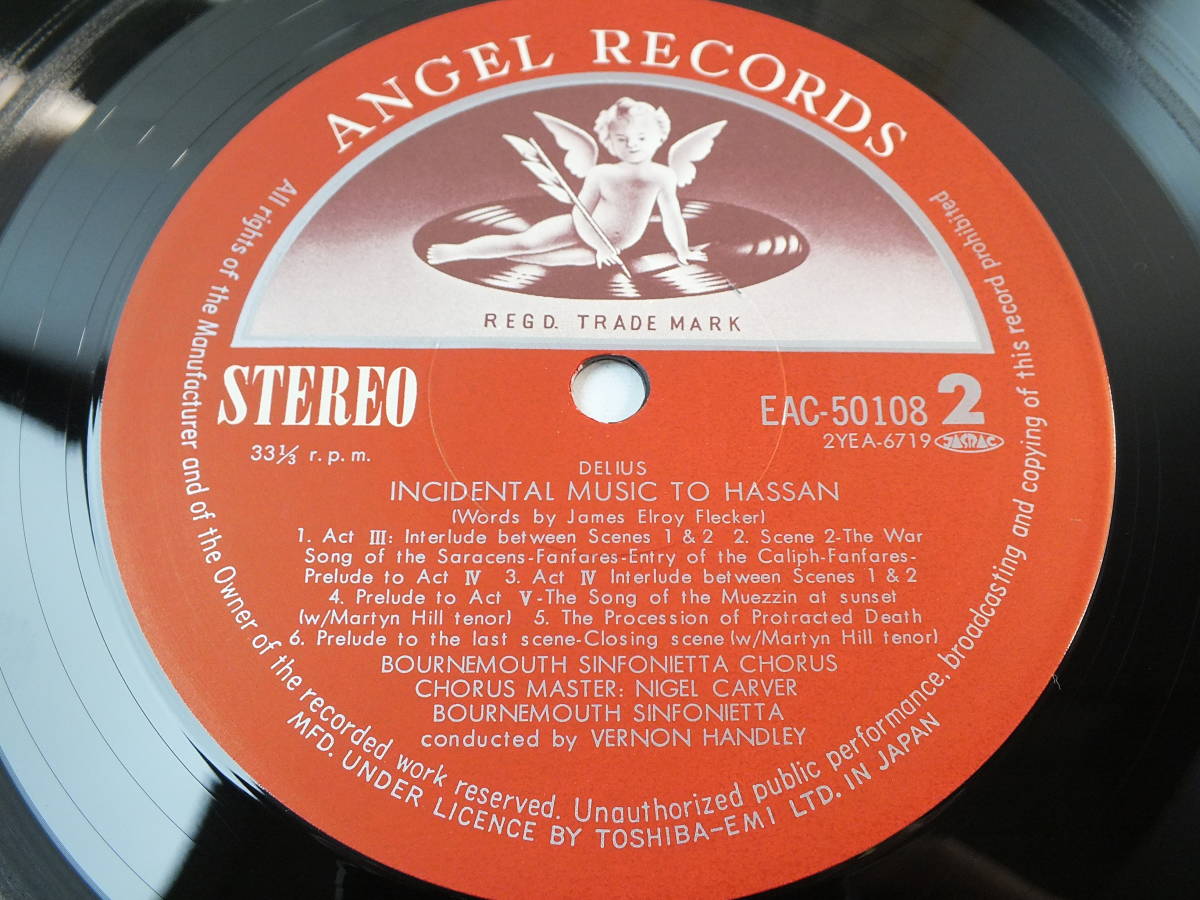 ANGEL RECORDS
REGD. TRADE MARK
STEREO
33⅓ r.p.m.
EAC-50108 2
2YEA-6719 JASRAC
DELIUS
INCIDENTAL MUSIC TO HASSAN
(Words by James Elroy Flecker)
1. Act Ⅲ: Interlude between Scenes 1 & 2 2. Scene 2-The War
Song of the Saracens-Fanfares-Entry of the Caliph-Fanfares-
Prelude to Act Ⅳ 3. Act Ⅳ Interlude between Scenes 1 & 2
4. Prelude to Act Ⅴ-The Song of the Muezzin at sunset
(w/Martyn Hill tenor) 5. The Procession of Protracted Death
6. Prelude to the last scene-Closing scene (w/Martyn Hill tenor)
BOURNEMOUTH SINFONIETTA CHORUS
CHORUS MASTER: NIGEL CARVER
BOURNEMOUTH SINFONIETTA
conducted by VERNON HANDLEY
All rights of the Manufacturer and of the Owner of the recorded work reserved. Unauthorized public performance, broadcasting and copying of this record prohibited
MFD. UNDER LICENCE BY TOSHIBA-EMI LTD. IN JAPAN